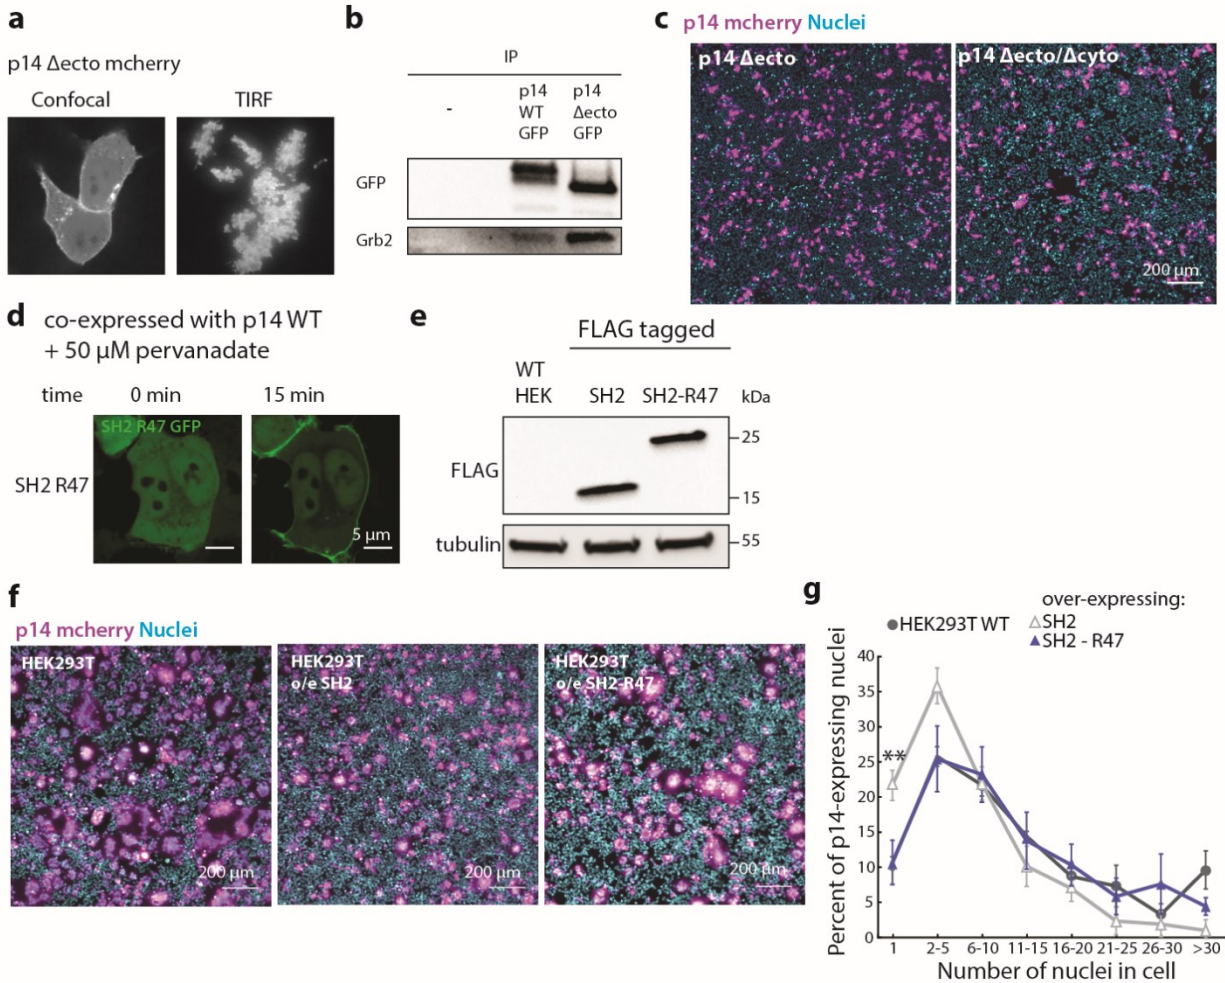 a
p14 Δecto mcherry
Confocal
TIRF
b
IP
-
p14
WT
GFP
p14
Δecto
GFP
GFP
Grb2
c
p14 mcherry Nuclei
p14 Δecto
p14 Δecto/Δcyto
200 µm
d
co-expressed with p14 WT
+ 50 µM pervanadate
time
0 min
15 min
SH2 R47 GFP
SH2 R47
5 µm
e
FLAG tagged
WT
HEK
SH2
SH2-R47
kDa
FLAG
25
15
tubulin
55
f
p14 mcherry Nuclei
HEK293T
200 µm
HEK293T
o/e SH2
200 µm
HEK293T
o/e SH2-R47
200 µm
g
over-expressing:
HEK293T WT
SH2
SH2 - R47
Percent of p14-expressing nuclei
40
35
30
25
20
15
10
5
0
**
1
2-5
6-10
11-15
16-20
21-25
26-30
>30
Number of nuclei in cell